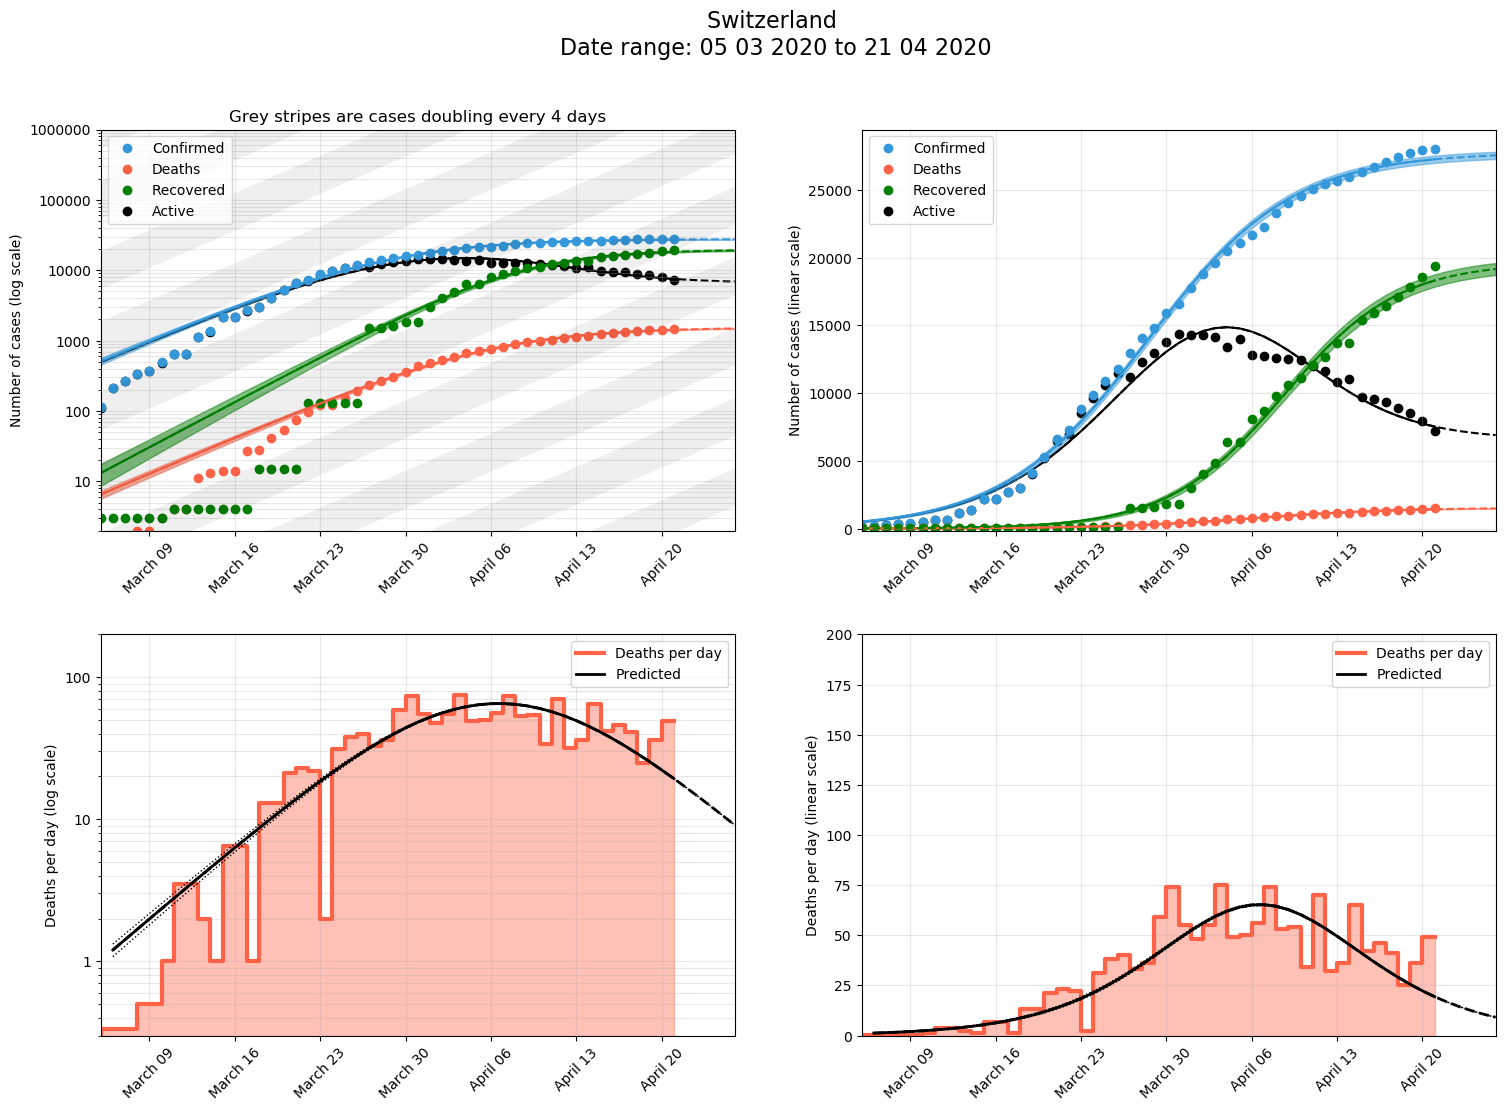 Switzerland
Date range: 05 03 2020 to 21 04 2020
Grey stripes are cases doubling every 4 days
Number of cases (log scale)
1000000
100000
10000
1000
100
10
Confirmed
Deaths
Recovered
Active
March 09
March 16
March 23
March 30
April 06
April 13
April 20
Number of cases (linear scale)
25000
20000
15000
10000
5000
0
Confirmed
Deaths
Recovered
Active
March 09
March 16
March 23
March 30
April 06
April 13
April 20
Deaths per day (log scale)
100
10
1
Deaths per day
Predicted
March 09
March 16
March 23
March 30
April 06
April 13
April 20
Deaths per day (linear scale)
200
175
150
125
100
75
50
25
0
Deaths per day
Predicted
March 09
March 16
March 23
March 30
April 06
April 13
April 20